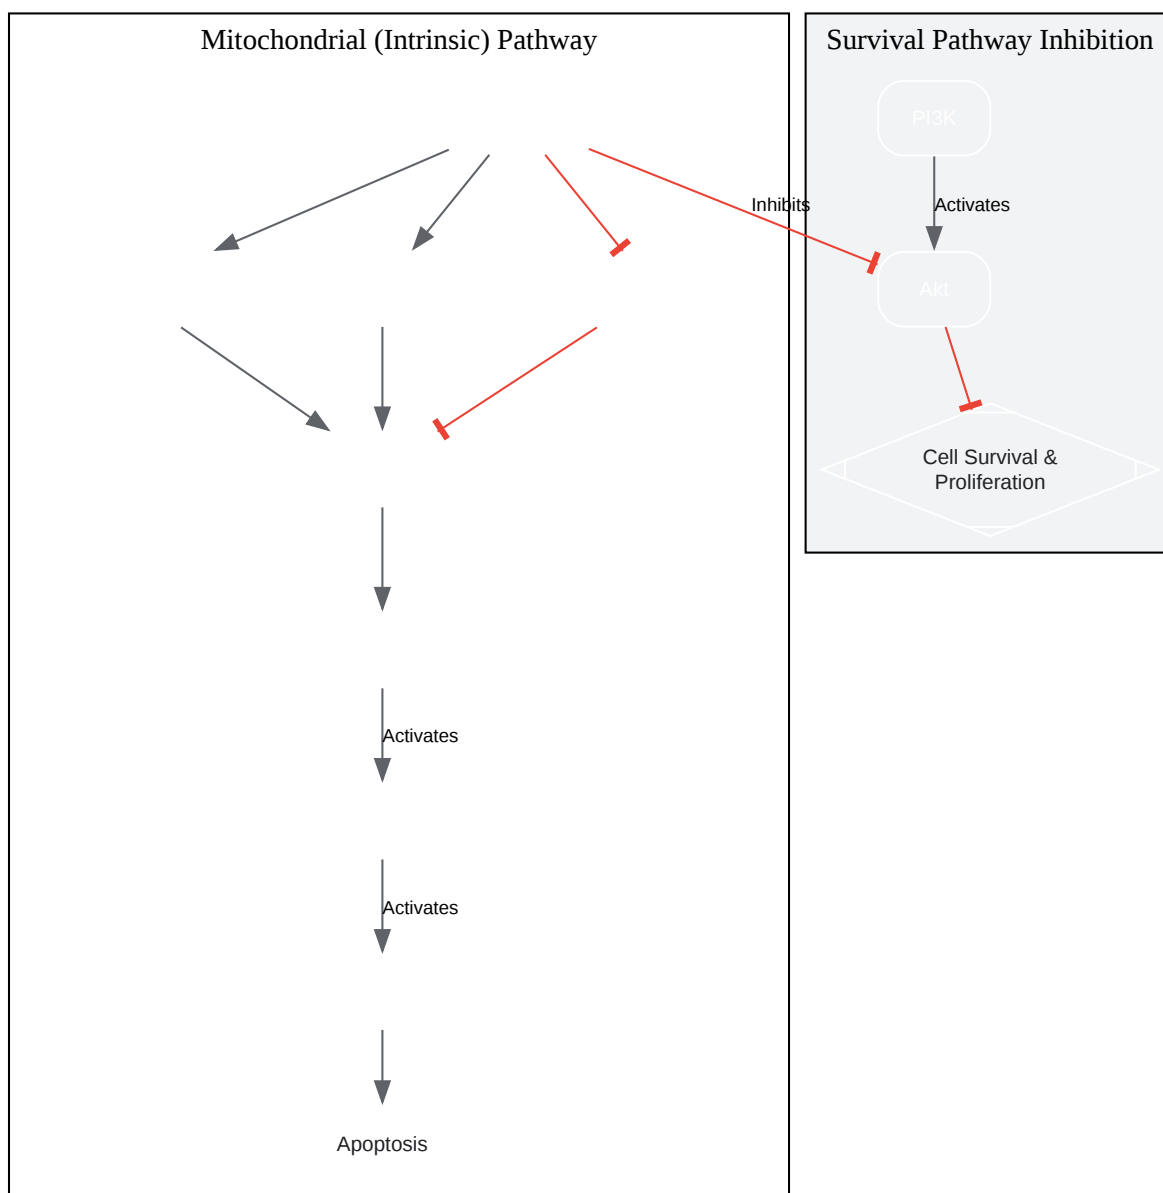 Mitochondrial (Intrinsic) Pathway
Survival Pathway Inhibition
PI3K
Inhibits
Activates
Akt
Cell Survival &
Proliferation
Activates
Activates
Apoptosis